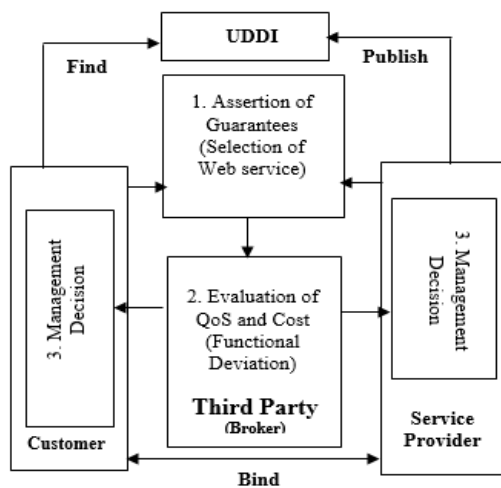 UDDI
Find
Publish
1. Assertion of
Guarantees
(Selection of
Web service)
3. Management
Decision
2. Evaluation of
QoS and Cost
(Functional
Deviation)
Third Party
(Broker)
3. Management
Decision
Customer
Service
Provider
Bind